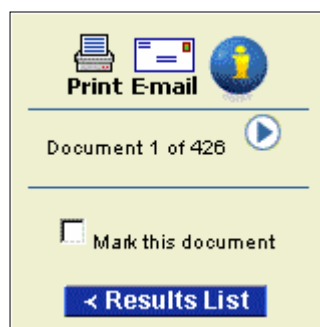 Print E-mail
Document 1 of 426
Mark this document
< Results List